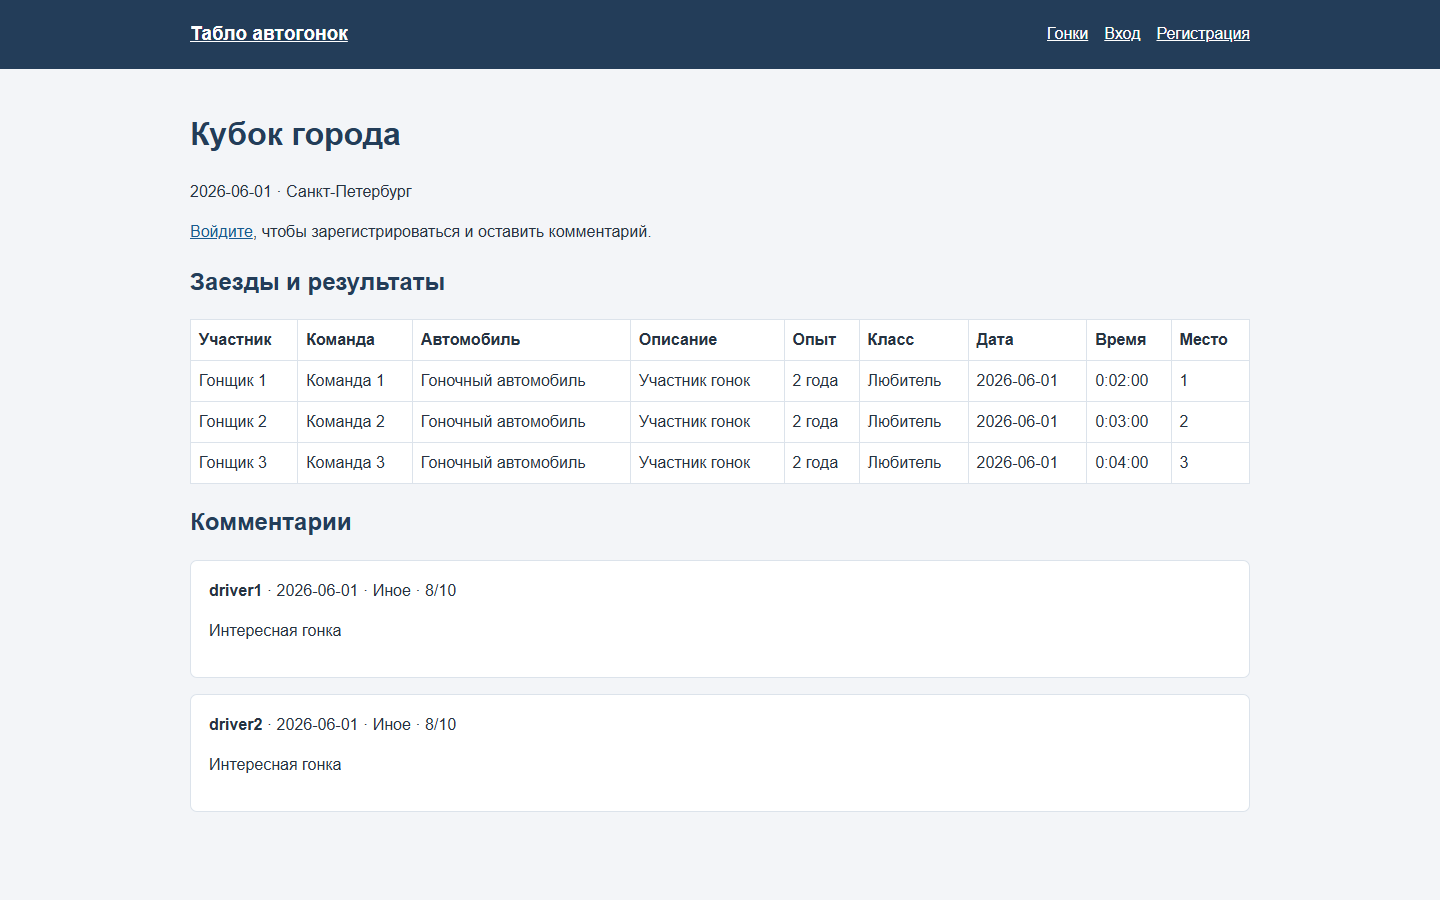 Табло автогонок
Гонки Вход Регистрация
Кубок города
2026-06-01 · Санкт-Петербург
Войдите, чтобы зарегистрироваться и оставить комментарий.
Заезды и результаты
Участник Команда Автомобиль Описание Опыт Класс Дата Время Место
Гонщик 1 Команда 1 Гоночный автомобиль Участник гонок 2 года Любитель 2026-06-01 0:02:00 1
Гонщик 2 Команда 2 Гоночный автомобиль Участник гонок 2 года Любитель 2026-06-01 0:03:00 2
Гонщик 3 Команда 3 Гоночный автомобиль Участник гонок 2 года Любитель 2026-06-01 0:04:00 3
Комментарии
driver1 · 2026-06-01 · Иное · 8/10
Интересная гонка
driver2 · 2026-06-01 · Иное · 8/10
Интересная гонка